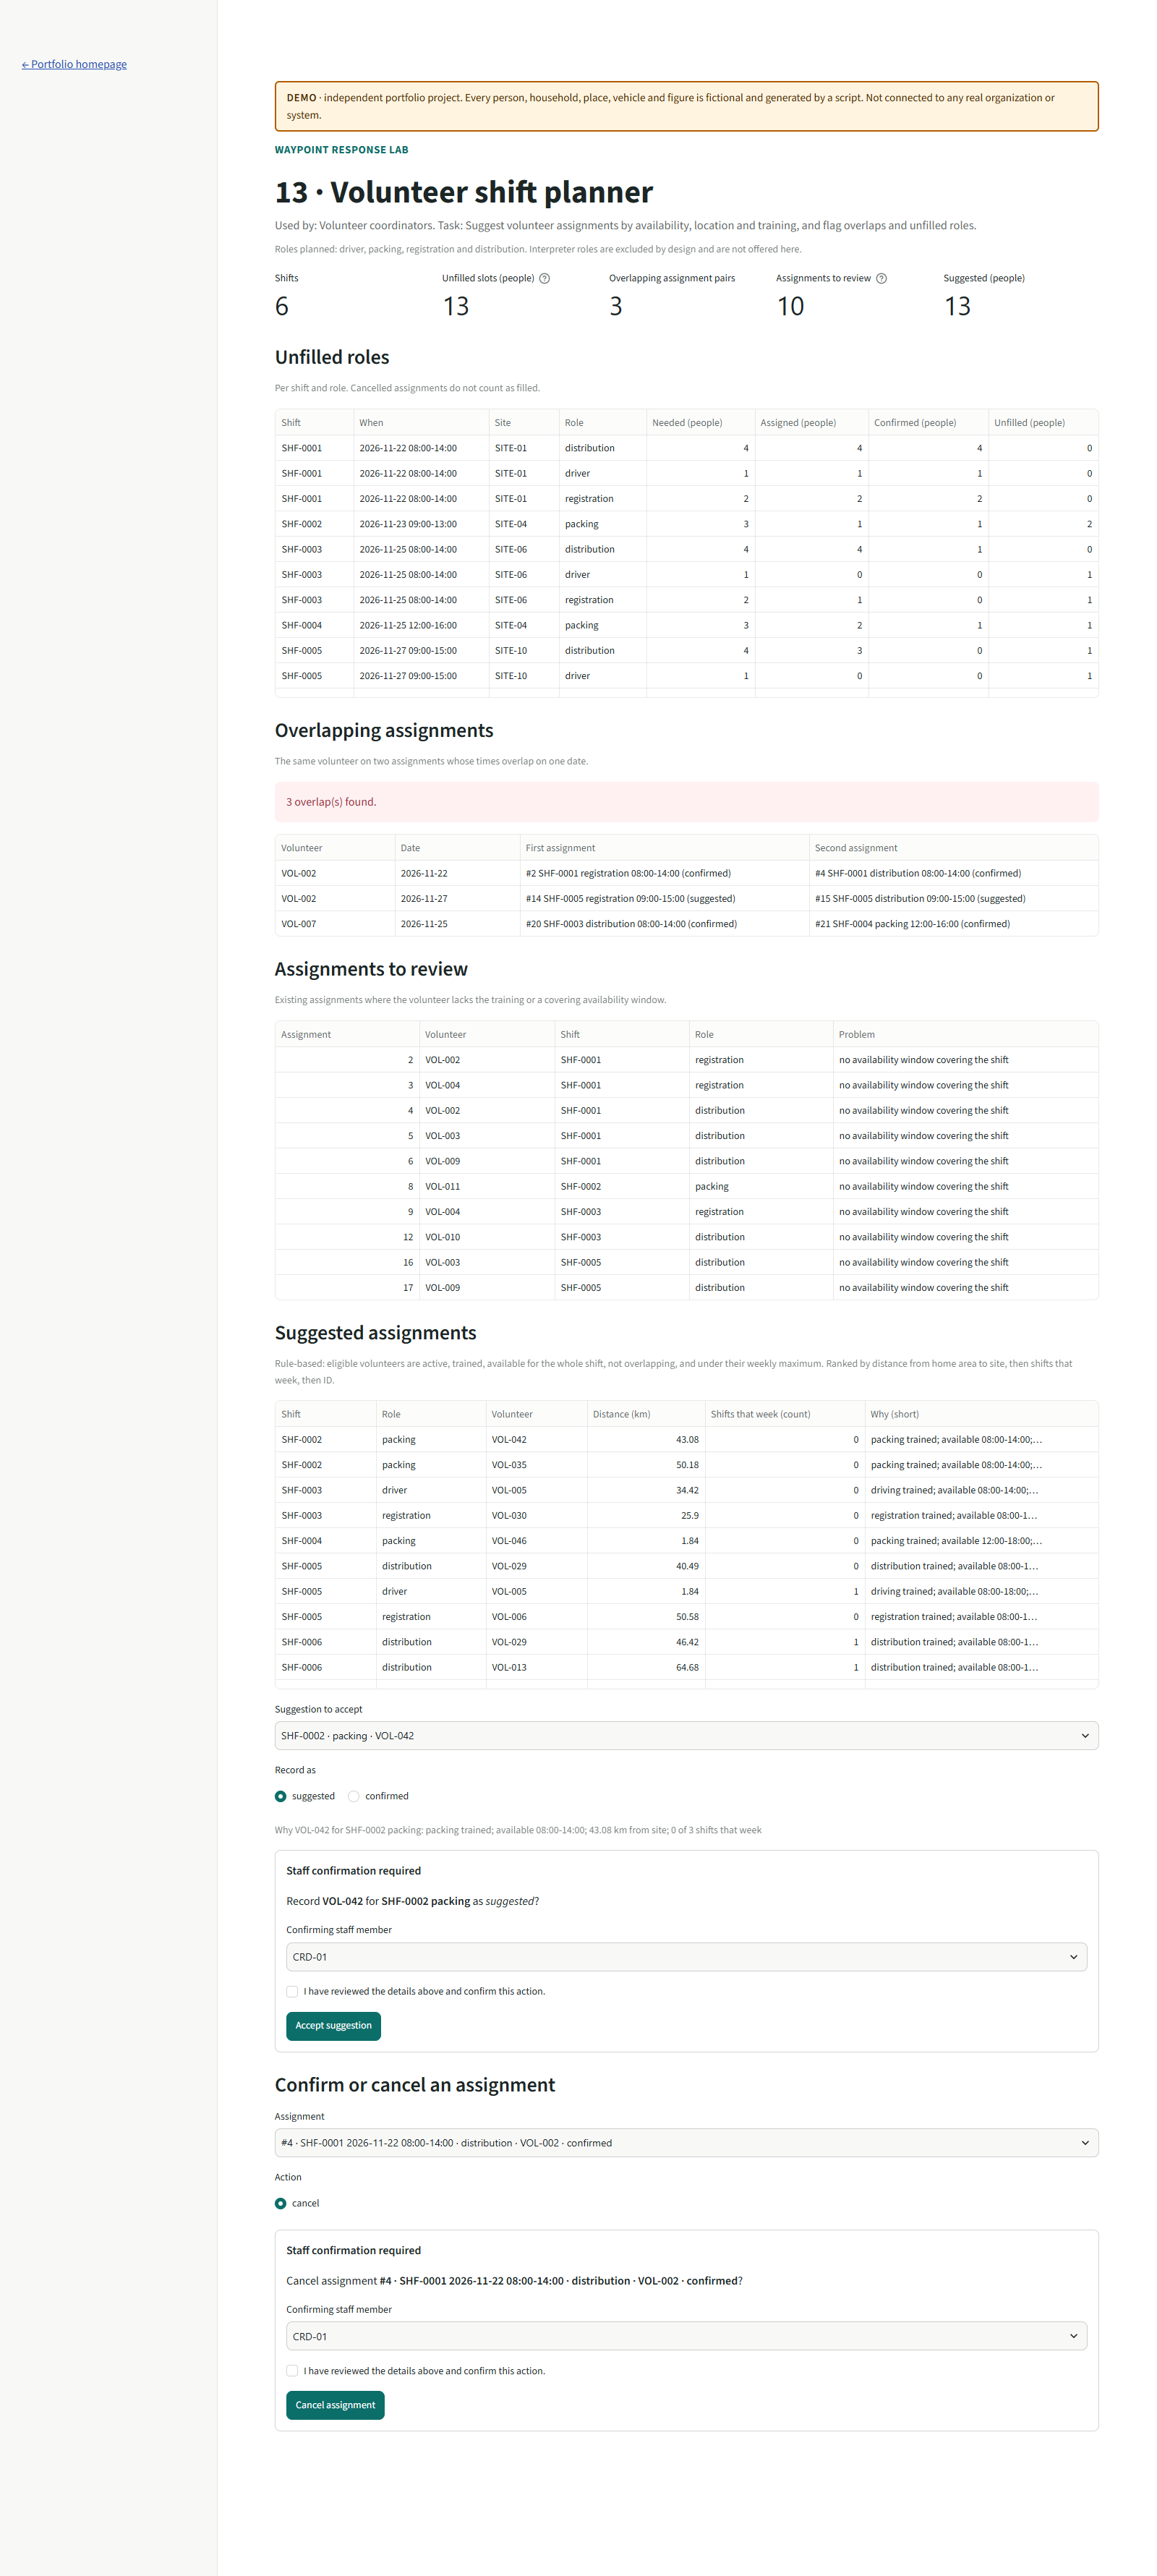 ← Portfolio homepage
DEMO · independent portfolio project. Every person, household, place, vehicle and figure is fictional and generated by a script. Not connected to any real organization or
system.
WAYPOINT RESPONSE LAB
13 · Volunteer shift planner
Used by: Volunteer coordinators. Task: Suggest volunteer assignments by availability, location and training, and flag overlaps and unfilled roles.
Roles planned: driver, packing, registration and distribution. Interpreter roles are excluded by design and are not offered here.
Shifts Unfilled slots (people) Overlapping assignment pairs Assignments to review Suggested (people)
6 13 3 10 13
Unfilled roles
Per shift and role. Cancelled assignments do not count as filled.
Shift When Site Role Needed (people) Assigned (people) Confirmed (people) Unfilled (people)
SHF-0001 2026-11-22 08:00-14:00 SITE-01 distribution 4 4 4 0
SHF-0001 2026-11-22 08:00-14:00 SITE-01 driver 1 1 1 0
SHF-0001 2026-11-22 08:00-14:00 SITE-01 registration 2 2 2 0
SHF-0002 2026-11-23 09:00-13:00 SITE-04 packing 3 1 1 2
SHF-0003 2026-11-25 08:00-14:00 SITE-06 distribution 4 4 1 0
SHF-0003 2026-11-25 08:00-14:00 SITE-06 driver 1 0 0 1
SHF-0003 2026-11-25 08:00-14:00 SITE-06 registration 2 1 0 1
SHF-0004 2026-11-25 12:00-16:00 SITE-04 packing 3 2 1 1
SHF-0005 2026-11-27 09:00-15:00 SITE-10 distribution 4 3 0 1
SHF-0005 2026-11-27 09:00-15:00 SITE-10 driver 1 0 0 1
Overlapping assignments
The same volunteer on two assignments whose times overlap on one date.
3 overlap(s) found.
Volunteer Date First assignment Second assignment
VOL-002 2026-11-22 #2 SHF-0001 registration 08:00-14:00 (confirmed) #4 SHF-0001 distribution 08:00-14:00 (confirmed)
VOL-002 2026-11-27 #14 SHF-0005 registration 09:00-15:00 (suggested) #15 SHF-0005 distribution 09:00-15:00 (suggested)
VOL-007 2026-11-25 #20 SHF-0003 distribution 08:00-14:00 (confirmed) #21 SHF-0004 packing 12:00-16:00 (confirmed)
Assignments to review
Existing assignments where the volunteer lacks the training or a covering availability window.
Assignment Volunteer Shift Role Problem
2 VOL-002 SHF-0001 registration no availability window covering the shift
3 VOL-004 SHF-0001 registration no availability window covering the shift
4 VOL-002 SHF-0001 distribution no availability window covering the shift
5 VOL-003 SHF-0001 distribution no availability window covering the shift
6 VOL-009 SHF-0001 distribution no availability window covering the shift
8 VOL-011 SHF-0002 packing no availability window covering the shift
9 VOL-004 SHF-0003 registration no availability window covering the shift
12 VOL-010 SHF-0003 distribution no availability window covering the shift
16 VOL-003 SHF-0005 distribution no availability window covering the shift
17 VOL-009 SHF-0005 distribution no availability window covering the shift
Suggested assignments
Rule-based: eligible volunteers are active, trained, available for the whole shift, not overlapping, and under their weekly maximum. Ranked by distance from home area to site, then shifts that
week, then ID.
Shift Role Volunteer Distance (km) Shifts that week (count) Why (short)
SHF-0002 packing VOL-042 43.08 0 packing trained; available 08:00-14:00;…
SHF-0002 packing VOL-035 50.18 0 packing trained; available 08:00-14:00;…
SHF-0003 driver VOL-005 34.42 0 driving trained; available 08:00-14:00;…
SHF-0003 registration VOL-030 25.9 0 registration trained; available 08:00-1…
SHF-0004 packing VOL-046 1.84 0 packing trained; available 12:00-18:00;…
SHF-0005 distribution VOL-029 40.49 0 distribution trained; available 08:00-1…
SHF-0005 driver VOL-005 1.84 1 driving trained; available 08:00-18:00;…
SHF-0005 registration VOL-006 50.58 0 registration trained; available 08:00-1…
SHF-0006 distribution VOL-029 46.42 1 distribution trained; available 08:00-1…
SHF-0006 distribution VOL-013 64.68 1 distribution trained; available 08:00-1…
Suggestion to accept
SHF-0002 · packing · VOL-042
Record as
suggested confirmed
Why VOL-042 for SHF-0002 packing: packing trained; available 08:00-14:00; 43.08 km from site; 0 of 3 shifts that week
Staff confirmation required
Record VOL-042 for SHF-0002 packing as suggested?
Confirming staff member
CRD-01
I have reviewed the details above and confirm this action.
Accept suggestion
Confirm or cancel an assignment
Assignment
#4 · SHF-0001 2026-11-22 08:00-14:00 · distribution · VOL-002 · confirmed
Action
cancel
Staff confirmation required
Cancel assignment #4 · SHF-0001 2026-11-22 08:00-14:00 · distribution · VOL-002 · confirmed?
Confirming staff member
CRD-01
I have reviewed the details above and confirm this action.
Cancel assignment